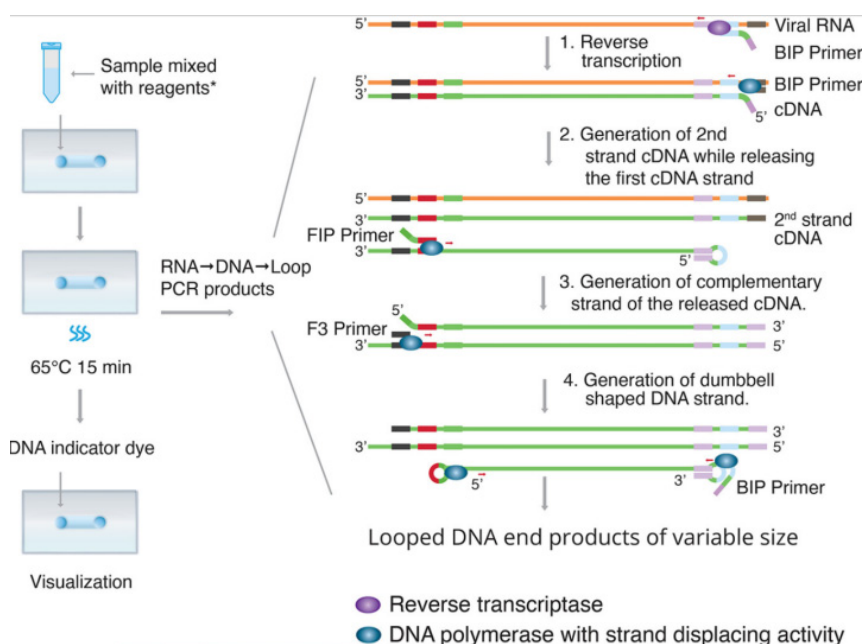 Sample mixed
with reagents*
RNA→DNA→Loop
PCR products
65°C 15 min
DNA indicator dye
Visualization
5’
Viral RNA
BIP Primer
1. Reverse
transcription
5’
3’
BIP Primer
cDNA
5’
2. Generation of 2nd
strand cDNA while releasing
the first cDNA strand
5’
3’
2nd strand
cDNA
FIP Primer
3’
5’
3. Generation of complementary
strand of the released cDNA.
5’
F3 Primer
3’
3’
5’
4. Generation of dumbbell
shaped DNA strand.
3’
3’
5’
5’
3’
BIP Primer
Looped DNA end products of variable size
Reverse transcriptase
DNA polymerase with strand displacing activity